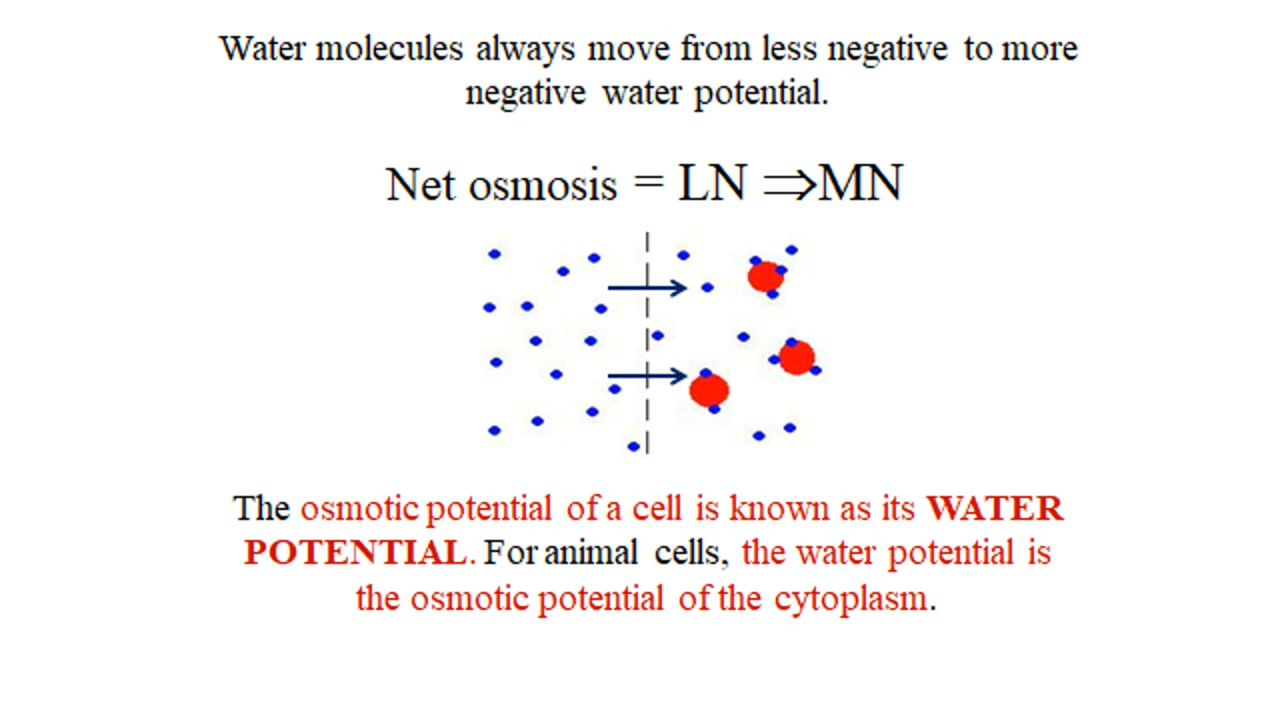 Water molecules always move from less negative to more
negative water potential.
Net osmosis = LN ⇒MN
The osmotic potential of a cell is known as its WATER
POTENTIAL. For animal cells, the water potential is
the osmotic potential of the cytoplasm.